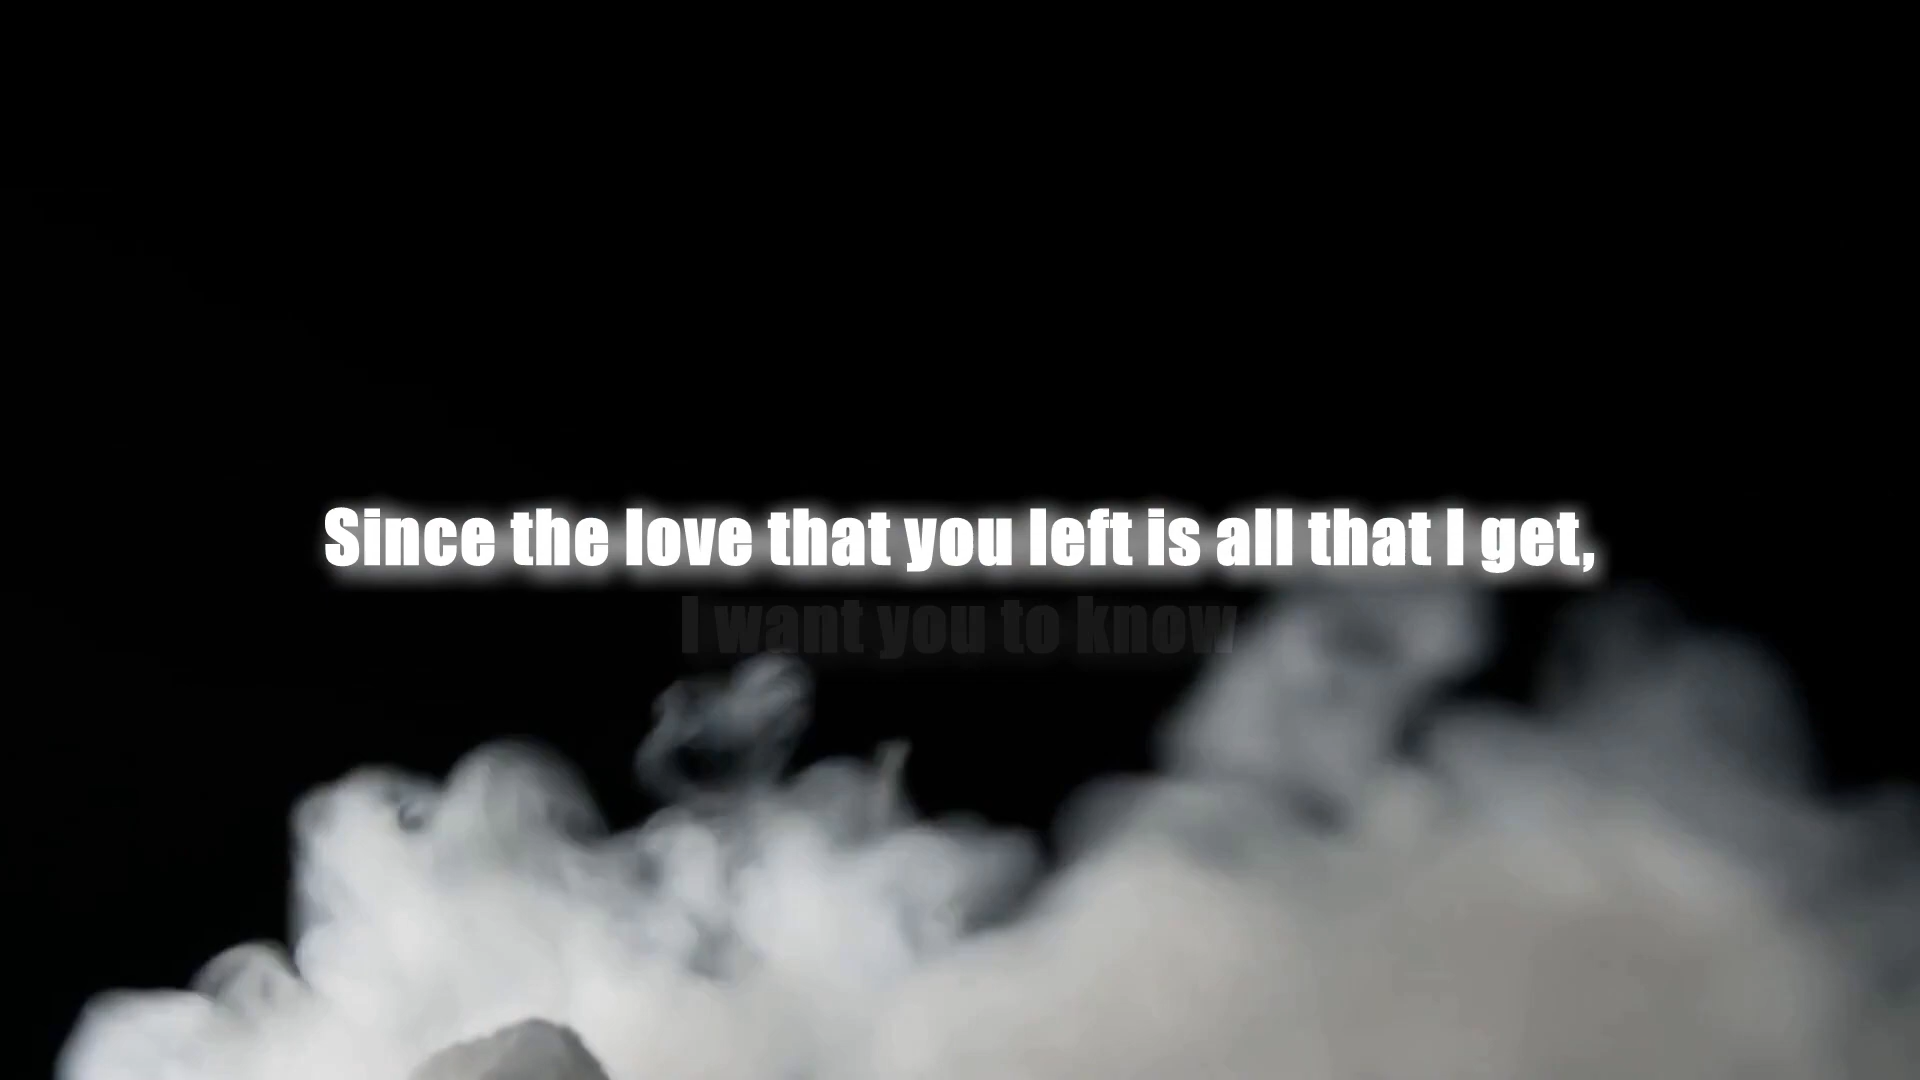 Since the love that you left is all that I get,
I want you to know